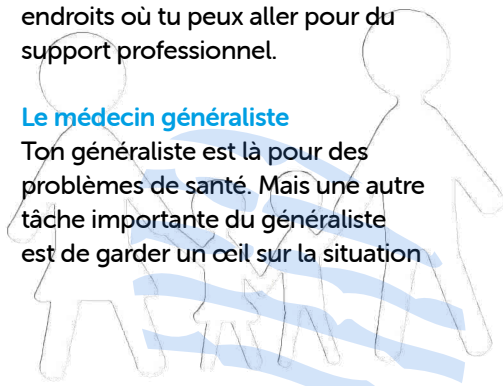 endroits où tu peux aller pour du
support professionnel.
Le médecin généraliste
Ton généraliste est là pour des
problèmes de santé. Mais une autre
tâche importante du généraliste
est de garder un œil sur la situation